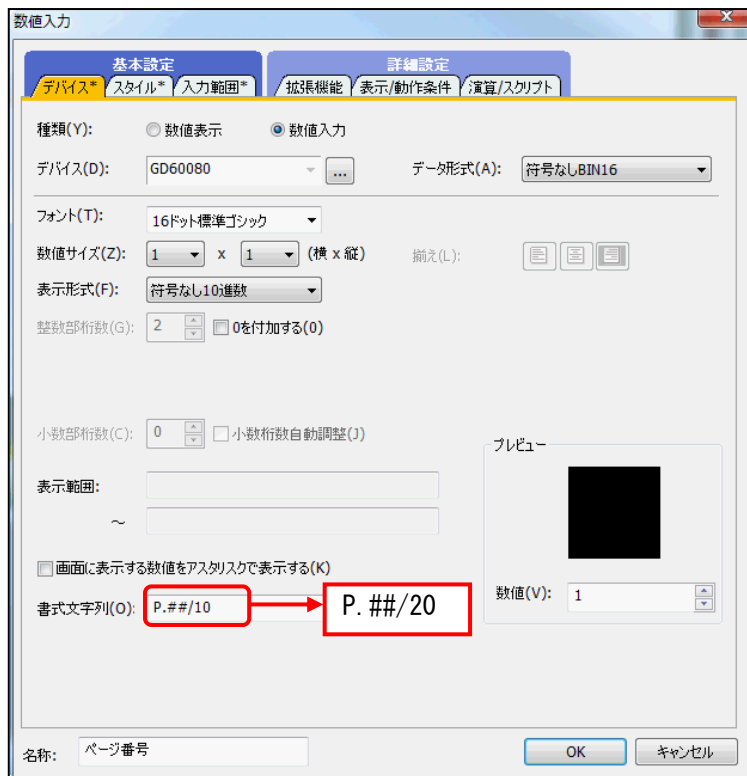 数値入力
基本設定 詳細設定
デバイス* スタイル* 入力範囲* 拡張機能 表示/動作条件 演算/スクリプト
種類(Y): 数値表示 数値入力
デバイス(D): GD60080 ... データ形式(A): 符号なしBIN16
フォント(T): 16ドット標準ゴシック
数値サイズ(Z): 1 x 1 (横 x 縦) 揃え(L):
表示形式(F): 符号なし10進数
整数部桁数(G): 2 0を付加する(0)
小数部桁数(C): 0 小数桁数自動調整(J)
プレビュー
表示範囲:
～
画面に表示する数値をアスタリスクで表示する(K)
書式文字列(O): P.##/10 P.##/20 数値(V): 1
名称: ページ番号 OK キャンセル